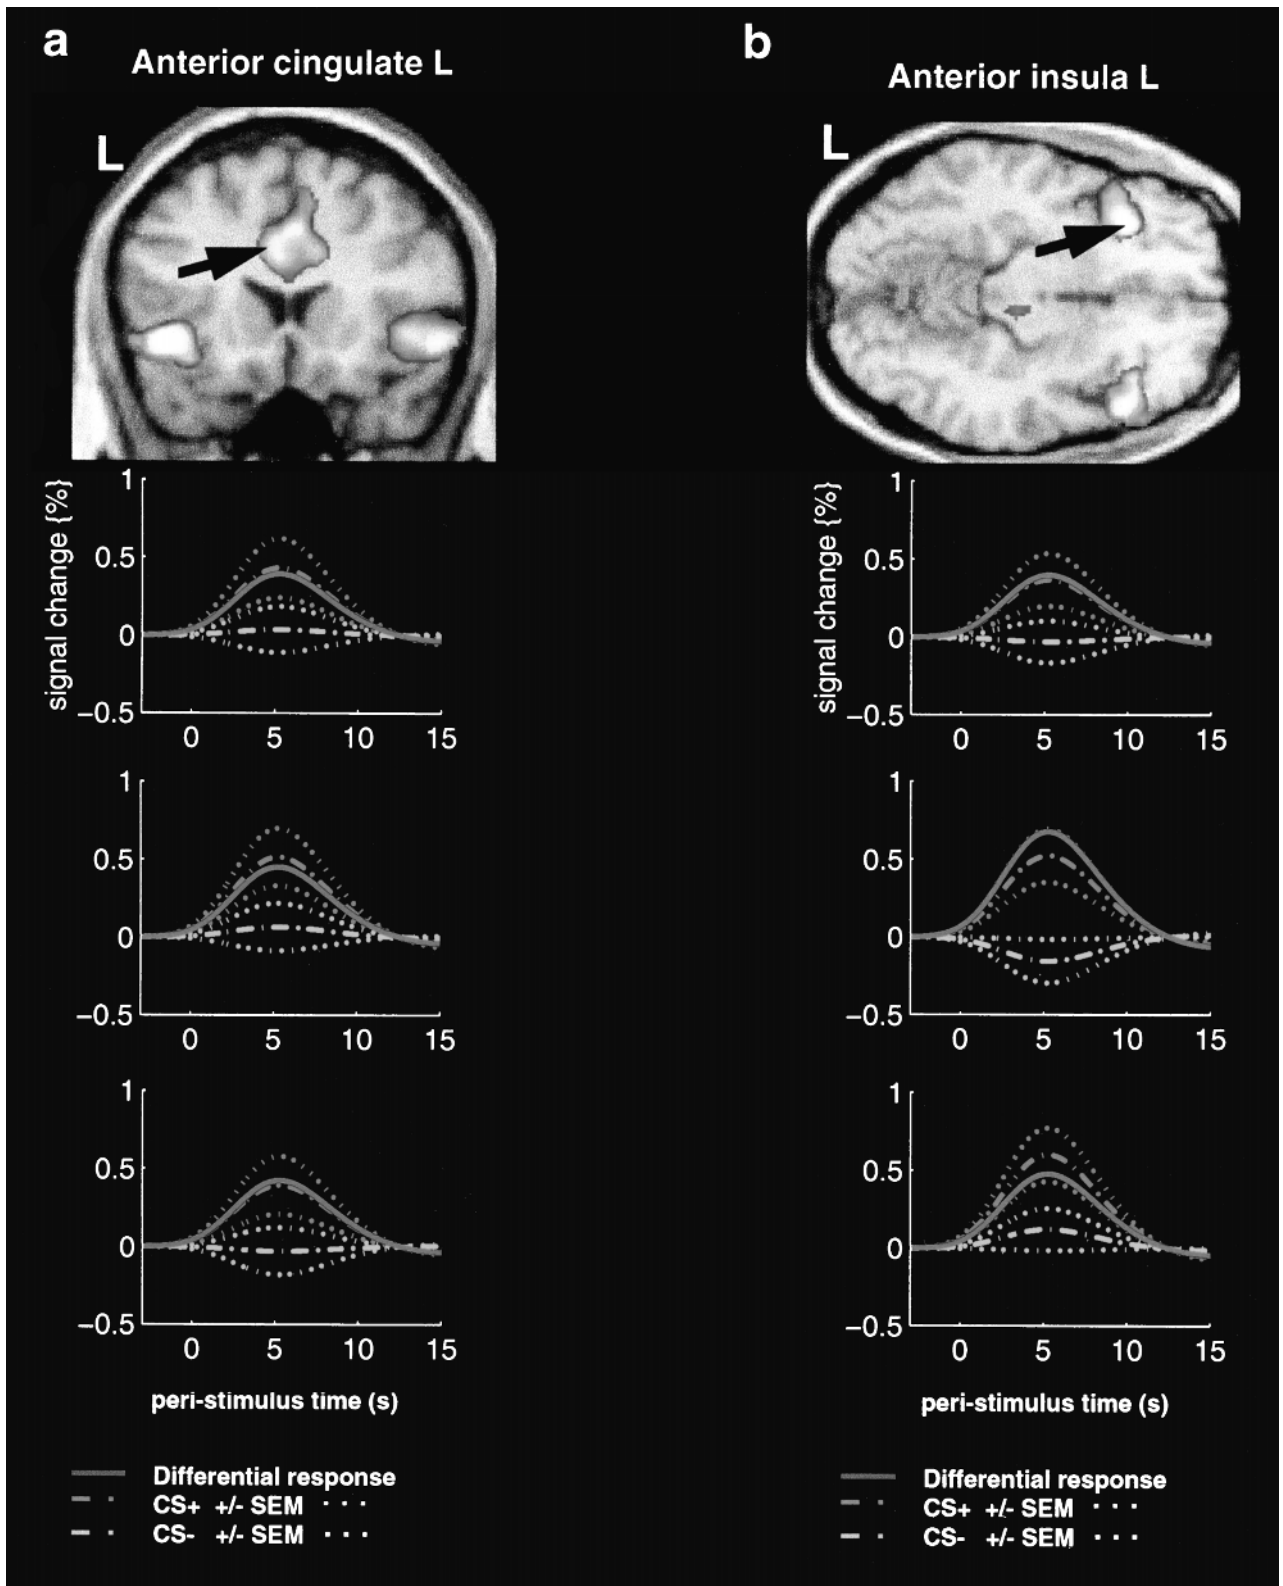 a
Anterior cingulate L
L
signal change {%}
1
0.5
0
−0.5
0 5 10 15
1
0.5
0
−0.5
0 5 10 15
1
0.5
0
−0.5
0 5 10 15
peri-stimulus time (s)
Differential response
CS+ +/- SEM
CS- +/- SEM
b
Anterior insula L
L
signal change {%}
1
0.5
0
−0.5
0 5 10 15
1
0.5
0
−0.5
0 5 10 15
1
0.5
0
−0.5
0 5 10 15
peri-stimulus time (s)
Differential response
CS+ +/- SEM
CS- +/- SEM